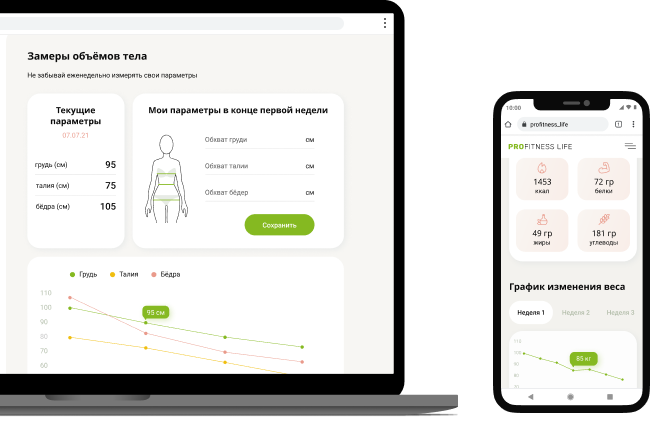 Замеры объёмов тела
Не забывай еженедельно измерять свои параметры
Текущие
параметры
07.07.21
грудь (см) 95
талия (см) 75
бёдра (см) 105
Мои параметры в конце первой недели
Обхват груди см
Обхват талии см
Обхват бёдер см
Сохранить
Грудь Талия Бёдра
110
100
90
80
70
60
95 см
10:00
profitness_life
PROFITNESS LIFE
1453
ккал
72 гр
белки
49 гр
жиры
181 гр
углеводы
График изменения веса
Неделя 1 Неделя 2 Неделя 3
110
100
90
80
70
85 кг